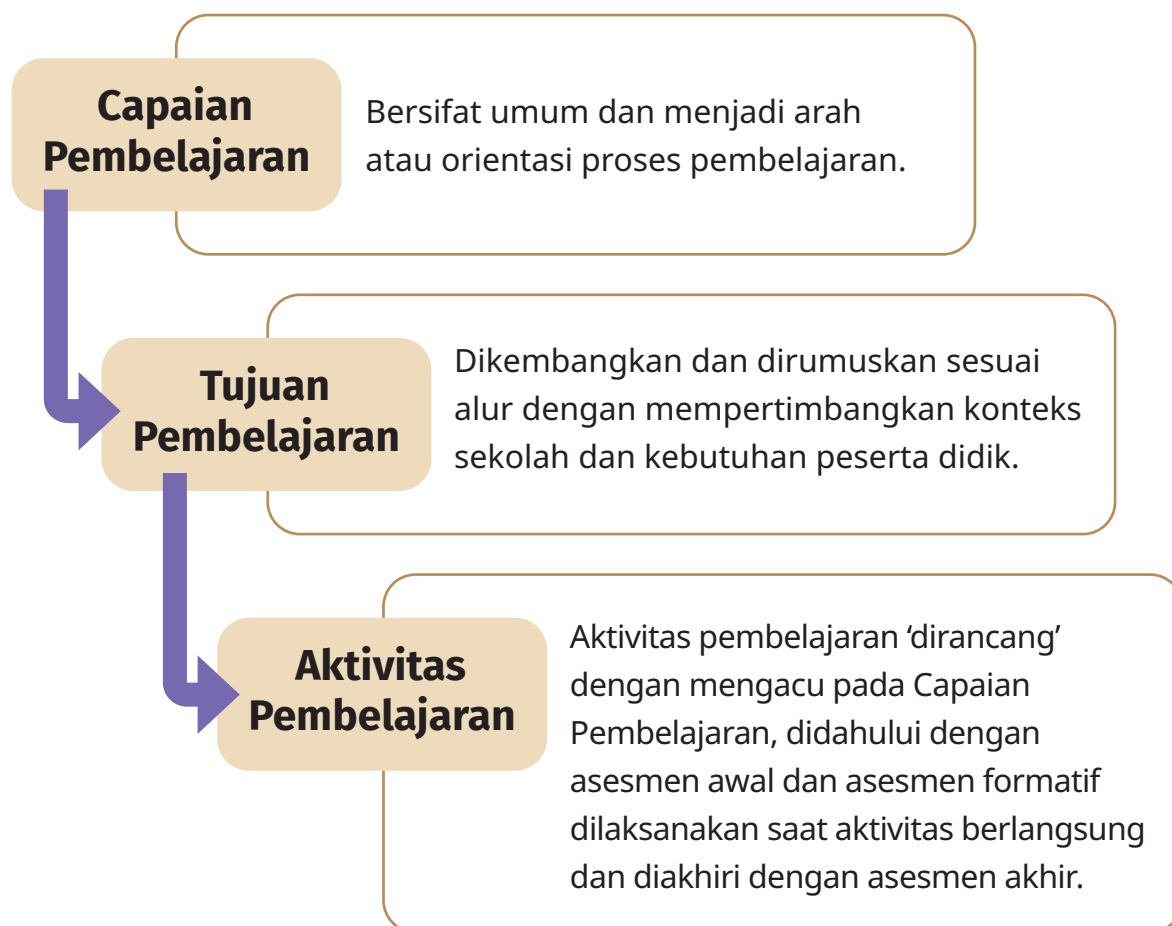 Capaian
Pembelajaran
Bersifat umum dan menjadi arah
atau orientasi proses pembelajaran.
Tujuan
Pembelajaran
Dikembangkan dan dirumuskan sesuai
alur dengan mempertimbangkan konteks
sekolah dan kebutuhan peserta didik.
Aktivitas
Pembelajaran
Aktivitas pembelajaran ‘dirancang’
dengan mengacu pada Capaian
Pembelajaran, didahului dengan
asesmen awal dan asesmen formatif
dilaksanakan saat aktivitas berlangsung
dan diakhiri dengan asesmen akhir.